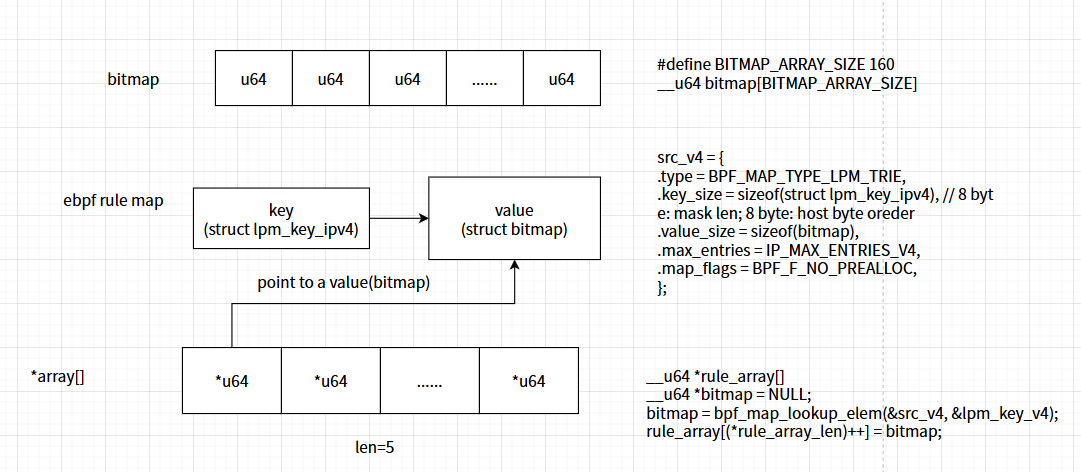 bitmap
u64 u64 u64 ...... u64
#define BITMAP_ARRAY_SIZE 160
__u64 bitmap[BITMAP_ARRAY_SIZE]
ebpf rule map
key
(struct lpm_key_ipv4)
value
(struct bitmap)
src_v4 = {
.type = BPF_MAP_TYPE_LPM_TRIE,
.key_size = sizeof(struct lpm_key_ipv4), // 8 byt
e: mask len; 8 byte: host byte oreder
.value_size = sizeof(bitmap),
.max_entries = IP_MAX_ENTRIES_V4,
.map_flags = BPF_F_NO_PREALLOC,
};
point to a value(bitmap)
*array[]
*u64 *u64 ...... *u64
len=5
__u64 *rule_array[]
__u64 *bitmap = NULL;
bitmap = bpf_map_lookup_elem(&src_v4, &lpm_key_v4);
rule_array[(*rule_array_len)++] = bitmap;